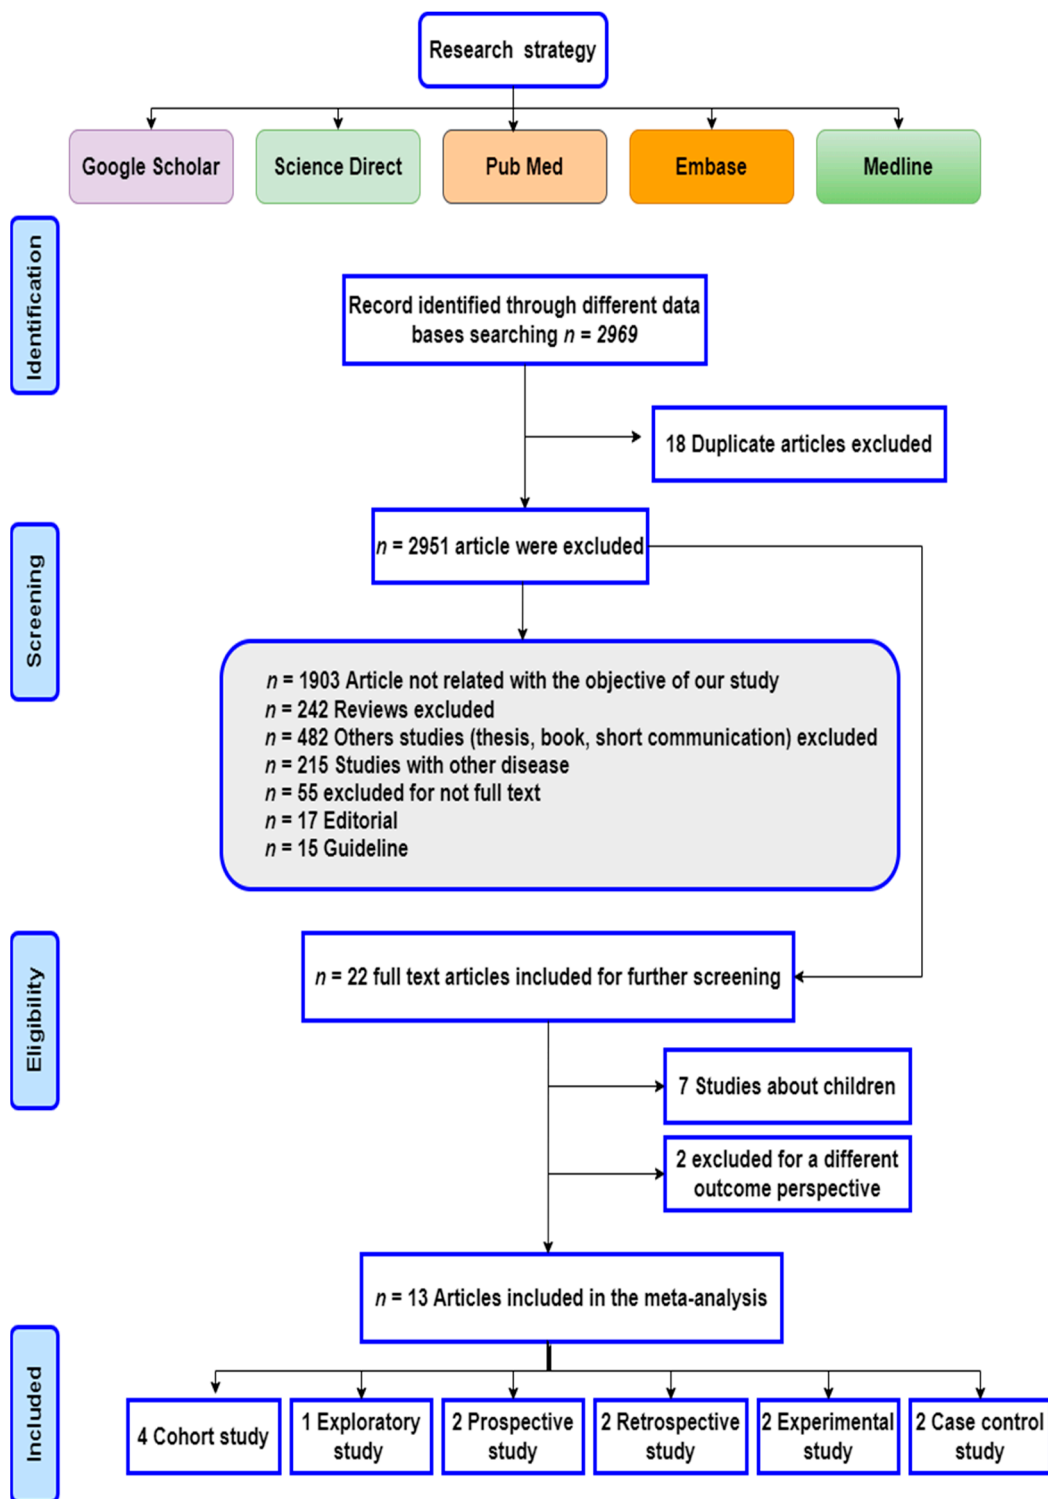 Research strategy
Google Scholar
Science Direct
Pub Med
Embase
Medline
Identification
Record identified through different data
bases searching n = 2969
18 Duplicate articles excluded
Screening
n = 2951 article were excluded
n = 1903 Article not related with the objective of our study
n = 242 Reviews excluded
n = 482 Others studies (thesis, book, short communication) excluded
n = 215 Studies with other disease
n = 55 excluded for not full text
n = 17 Editorial
n = 15 Guideline
Eligibility
n = 22 full text articles included for further screening
7 Studies about children
2 excluded for a different
outcome perspective
n = 13 Articles included in the meta-analysis
Included
4 Cohort study
1 Exploratory
study
2 Prospective
study
2 Retrospective
study
2 Experimental
study
2 Case control
study